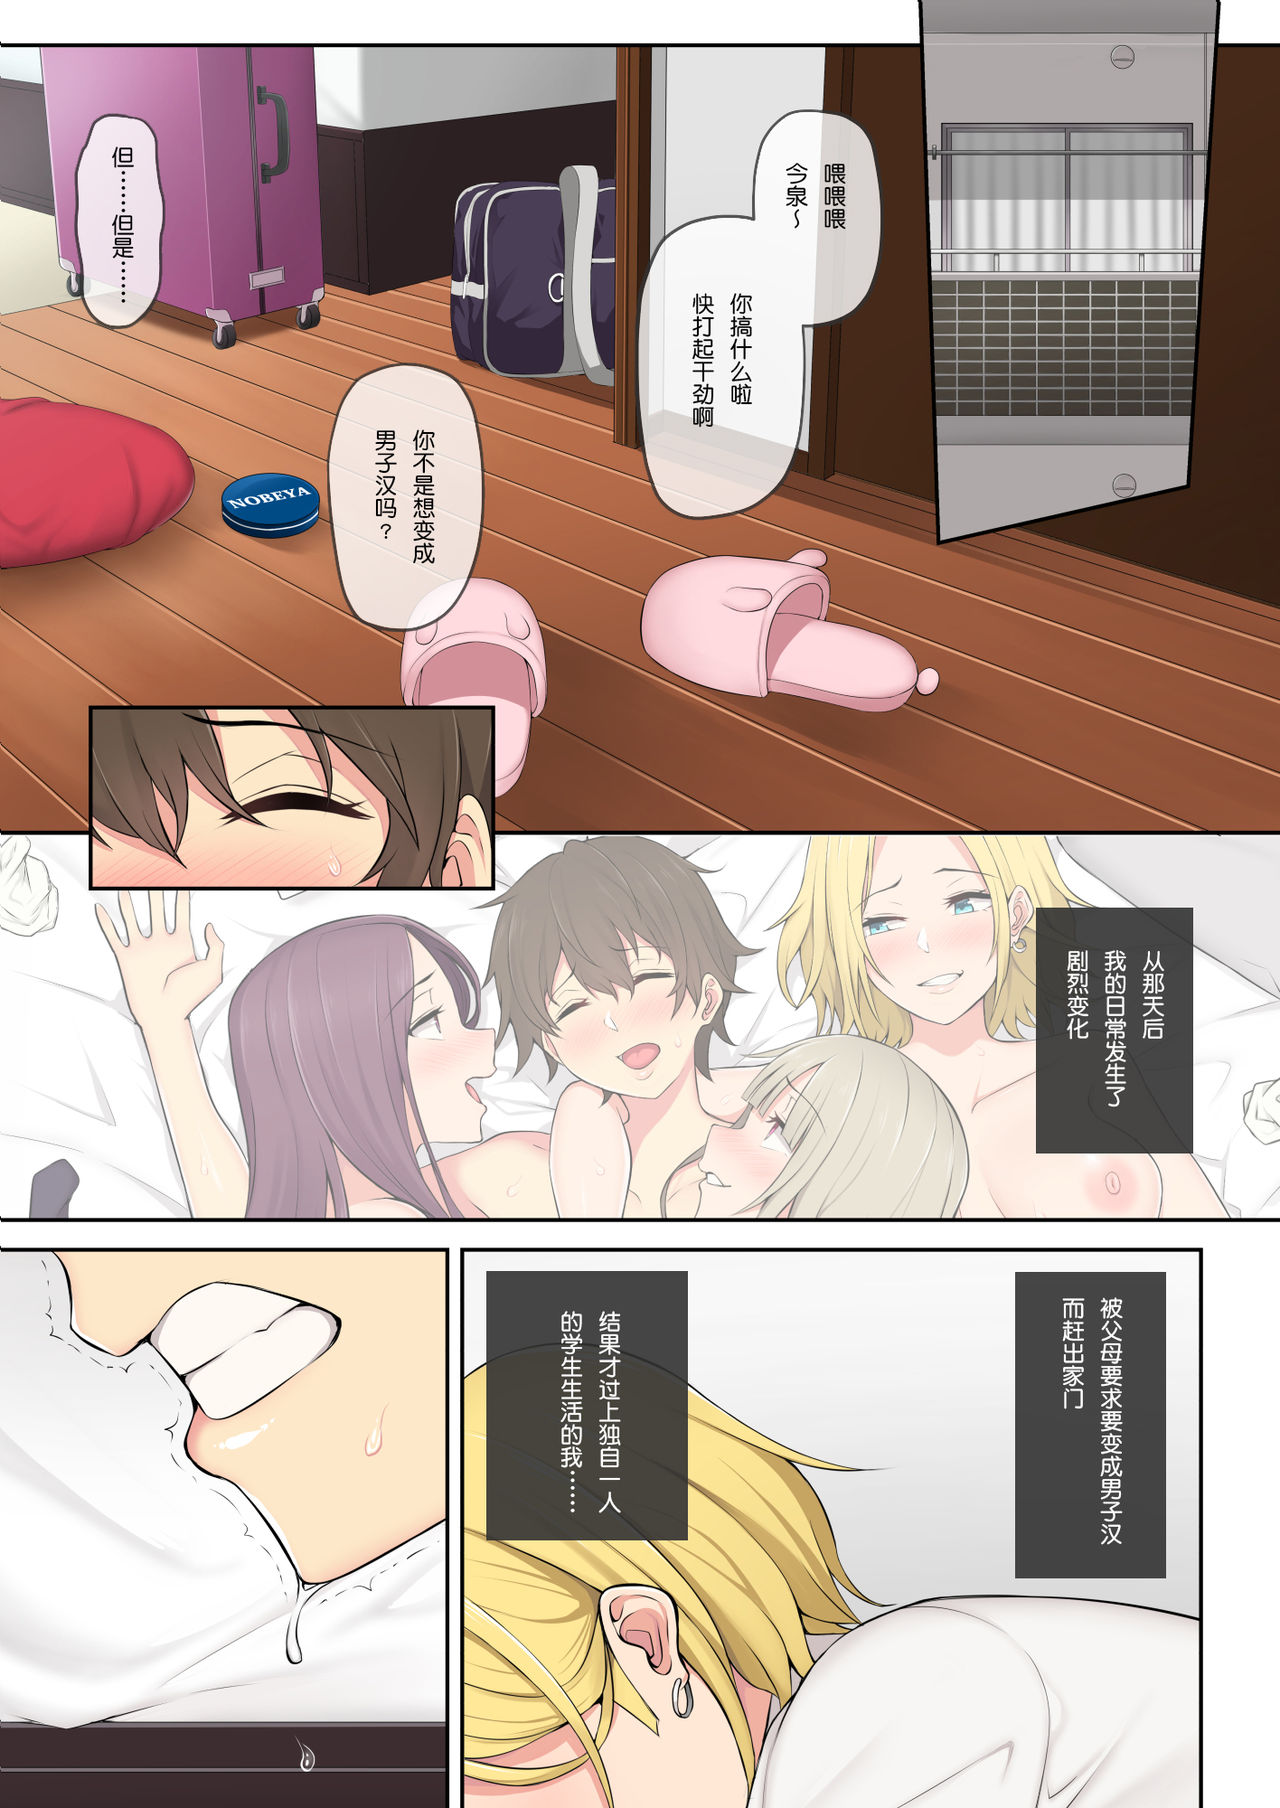 喂喂喂
今泉～
你搞什么啦
快打起干劲啊
你不是想变成
男子汉吗？
但……但是……
NOBEYA
从那天后
我的日常发生了
剧烈变化
被父母要求要变成男子汉
而赶出家门
结果才过上独自一人
的学生生活的我……